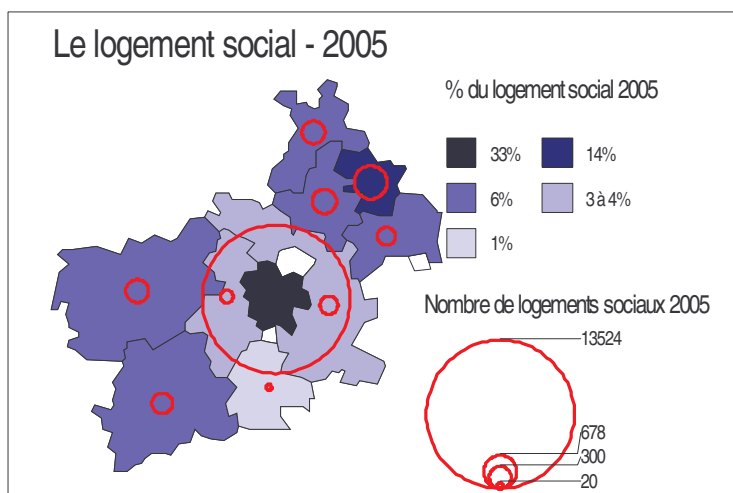 Le logement social - 2005
% du logement social 2005
33% 14%
6% 3 à 4%
1%
Nombre de logements sociaux 2005
13524
678
300
20